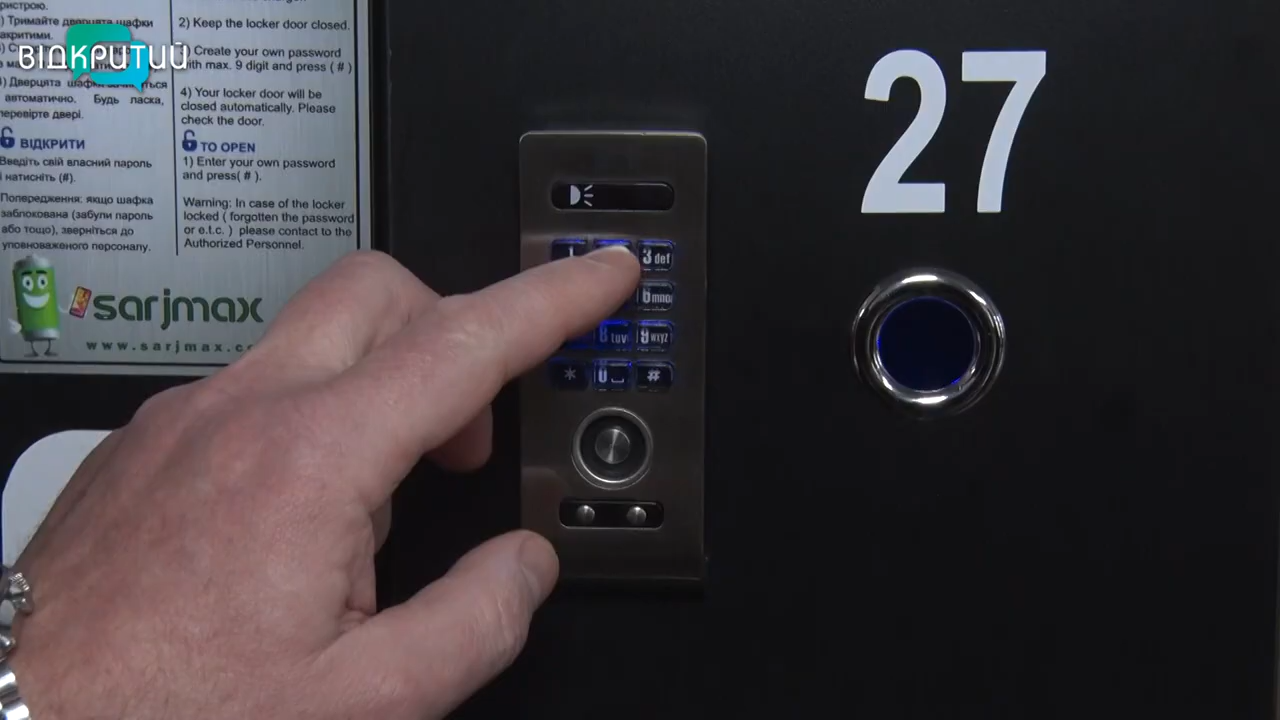 ристрою.
) Тримайте дверцята шафки
акритими.
ВІДКРИТИЙ
4) Дверцята
автоматично. Будь ласка,
перевірте двері.
ВІДКРИТИ
Введіть свій власний пароль
і натисніть (#).
Попередження: якщо шафка
заблокована (забули пароль
або тощо), зверніться до
уповноваженого персоналу.
2) Keep the locker door closed.
Create your own password
with max. 9 digit and press ( # )
4) Your locker door will be
closed automatically. Please
check the door.
TO OPEN
1) Enter your own password
and press( # ).
Warning: In case of the locker
locked ( forgotten the password
or e.t.c. ) please contact to the
Authorized Personnel.
sarjmax
www.sarjmax.co
27
1
3 def
6 mno
8 tuv 9 wxyz
* 0 #